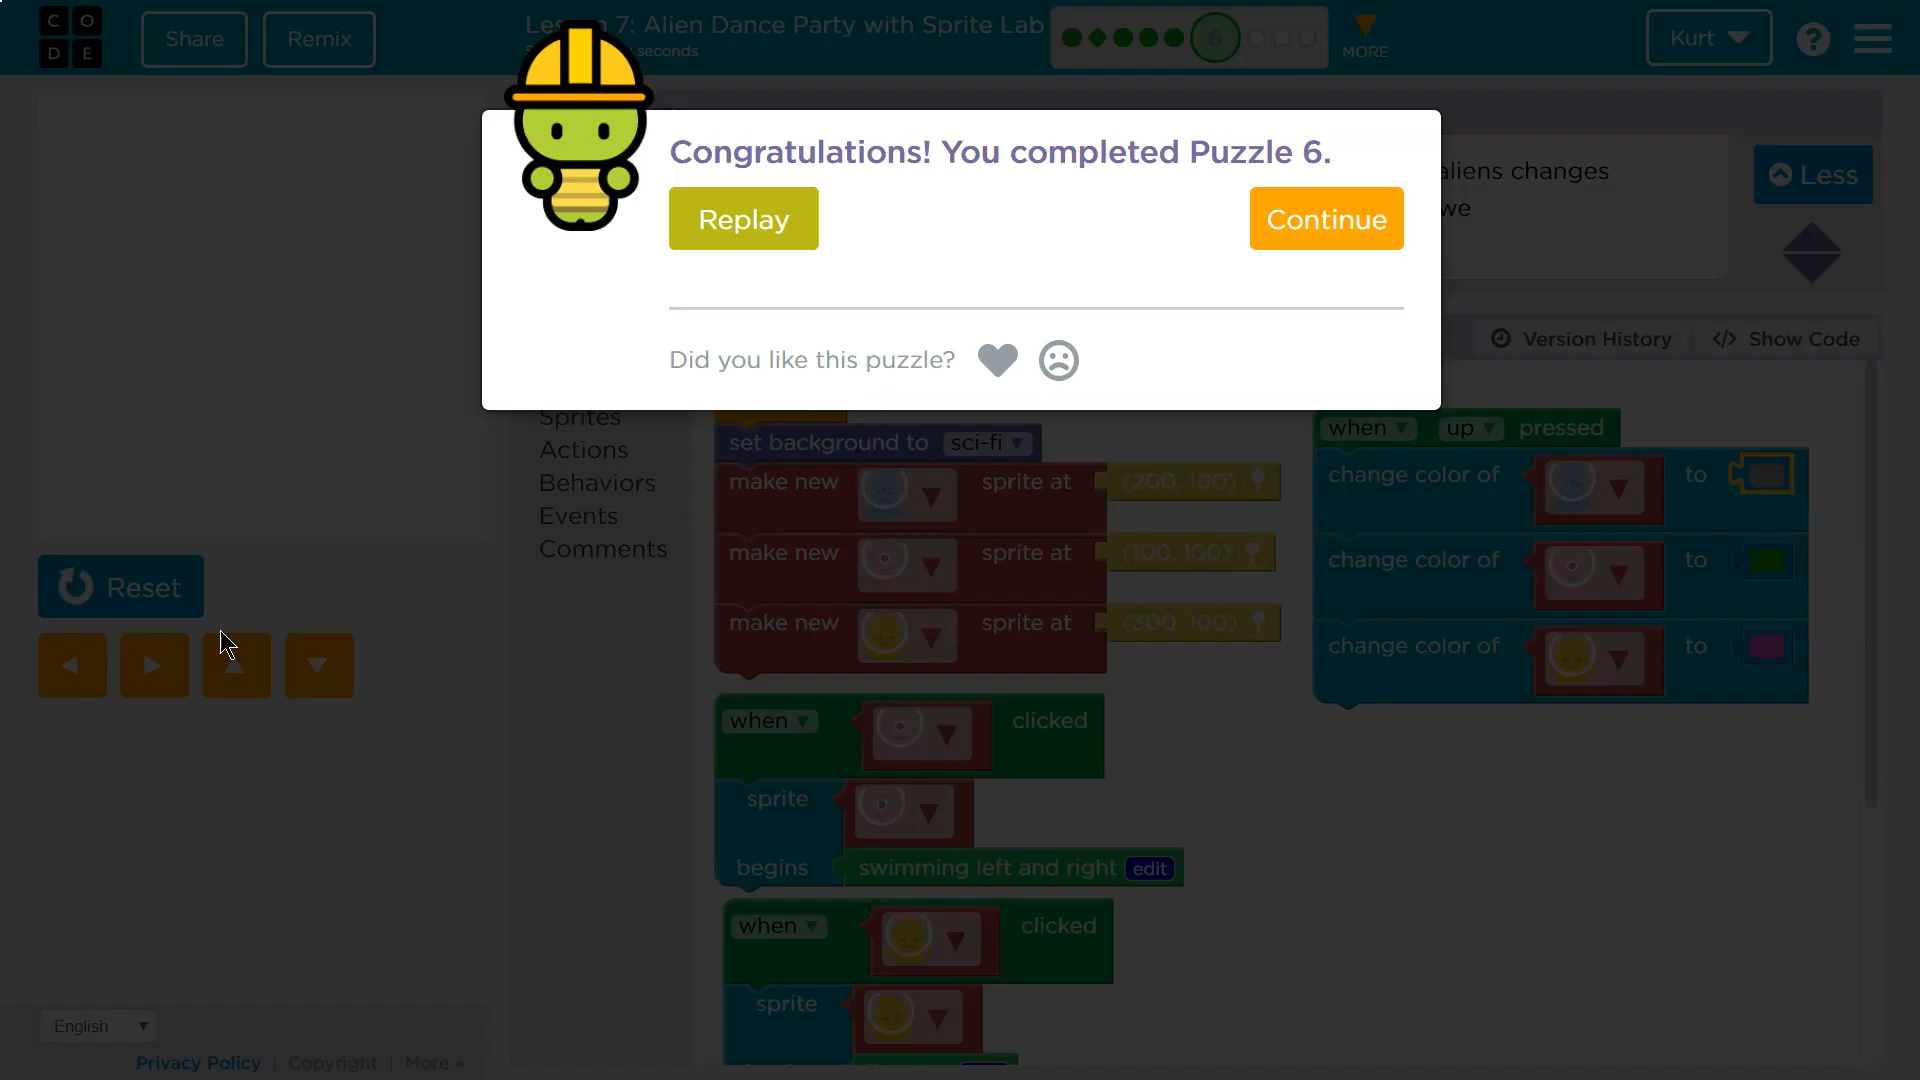 CODE
Share
Remix
Lesson 7: Alien Dance Party with Sprite Lab
seconds
6
MORE
Kurt
?
Congratulations! You completed Puzzle 6.
Replay
Continue
Did you like this puzzle?
aliens changes
we
Less
Version History
Show Code
Sprites
Actions
Behaviors
Events
Comments
set background to sci-fi
make new sprite at (200, 100)
make new sprite at (100, 100)
make new sprite at (300, 100)
when clicked
sprite
begins swimming left and right edit
when clicked
sprite
when up pressed
change color of to
change color of to
change color of to
Reset
English
Privacy Policy | Copyright | More